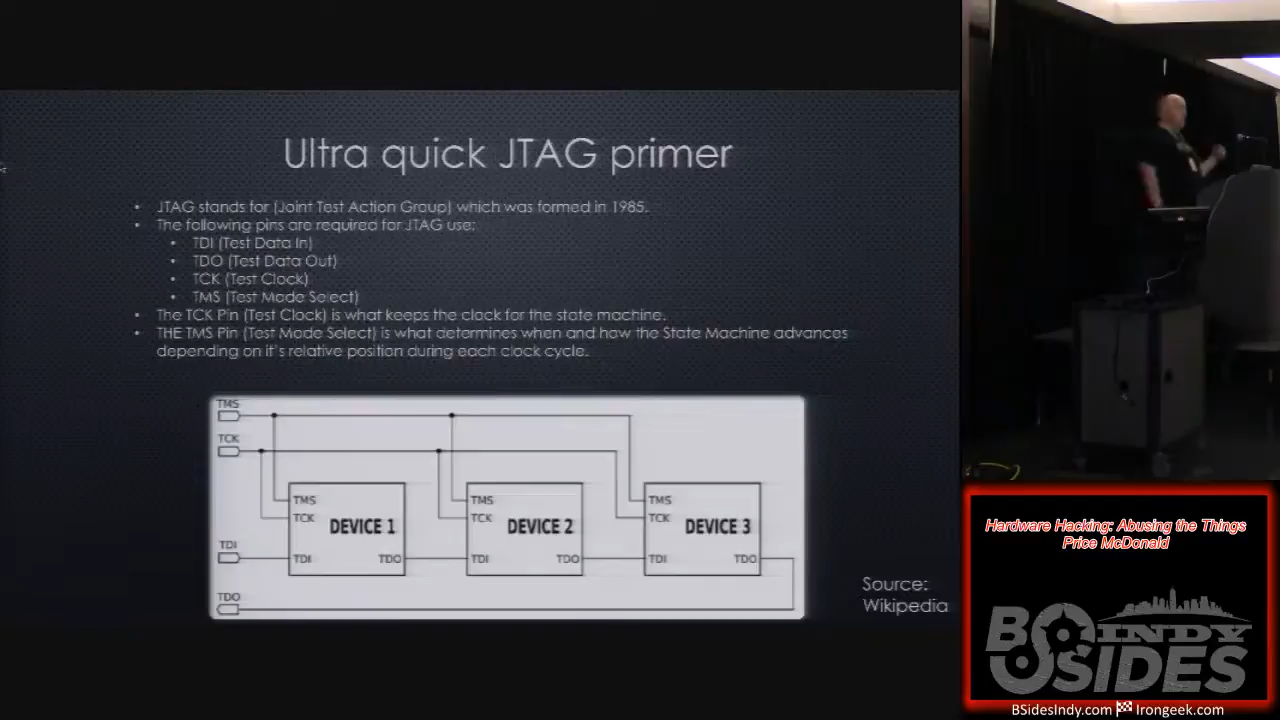 Ultra quick JTAG primer
• JTAG stands for (Joint Test Action Group) which was formed in 1985.
• The following pins are required for JTAG use:
• TDI (Test Data In)
• TDO (Test Data Out)
• TCK (Test Clock)
• TMS (Test Mode Select)
• The TCK Pin (Test Clock) is what keeps the clock for the state machine.
• THE TMS Pin (Test Mode Select) is what determines when and how the State Machine advances
depending on it's relative position during each clock cycle.
TMS
TCK
TMS
TCK
DEVICE 1
TDI
TDO
TMS
TCK
DEVICE 2
TDI
TDO
TMS
TCK
DEVICE 3
TDI
TDO
TDI
TDO
Source:
Wikipedia
Hardware Hacking: Abusing the Things
Price McDonald
BSIDES
INDY
BSidesIndy.com Irongeek.com